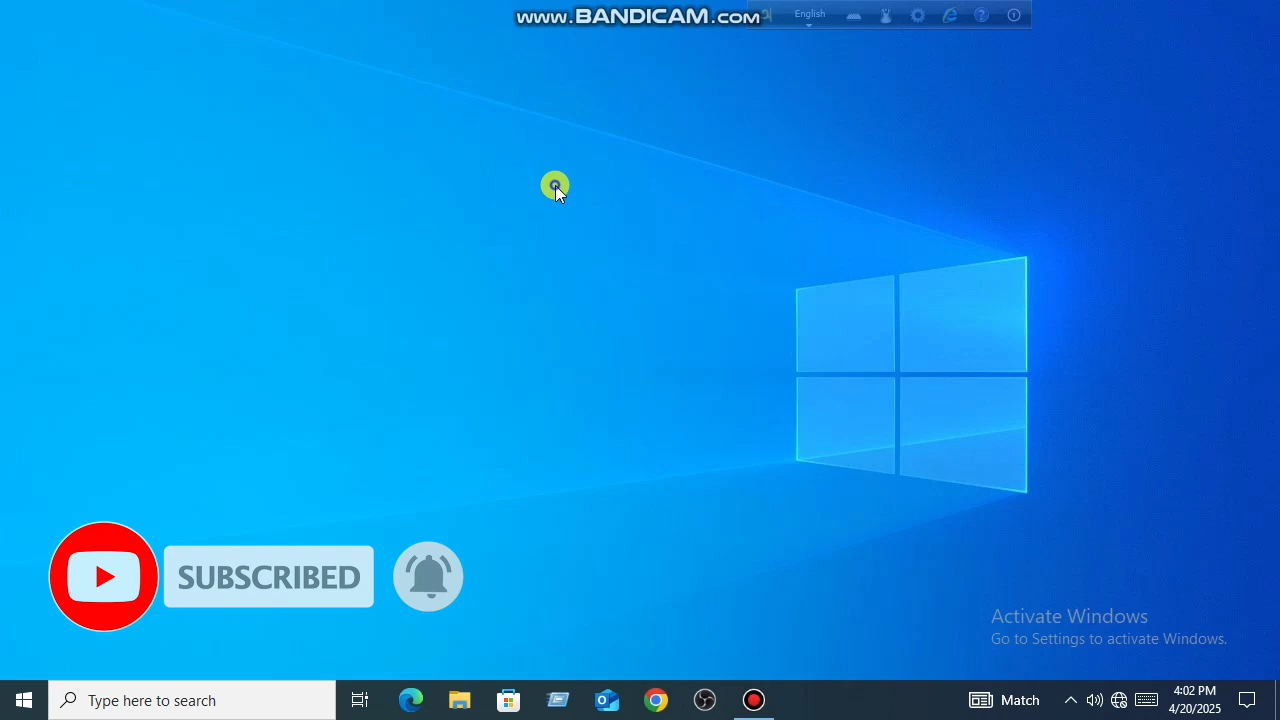 www.BANDICAM.com
English
SUBSCRIBED
Activate Windows
Go to Settings to activate Windows.
Type here to search
Match
4:02 PM
4/20/2025